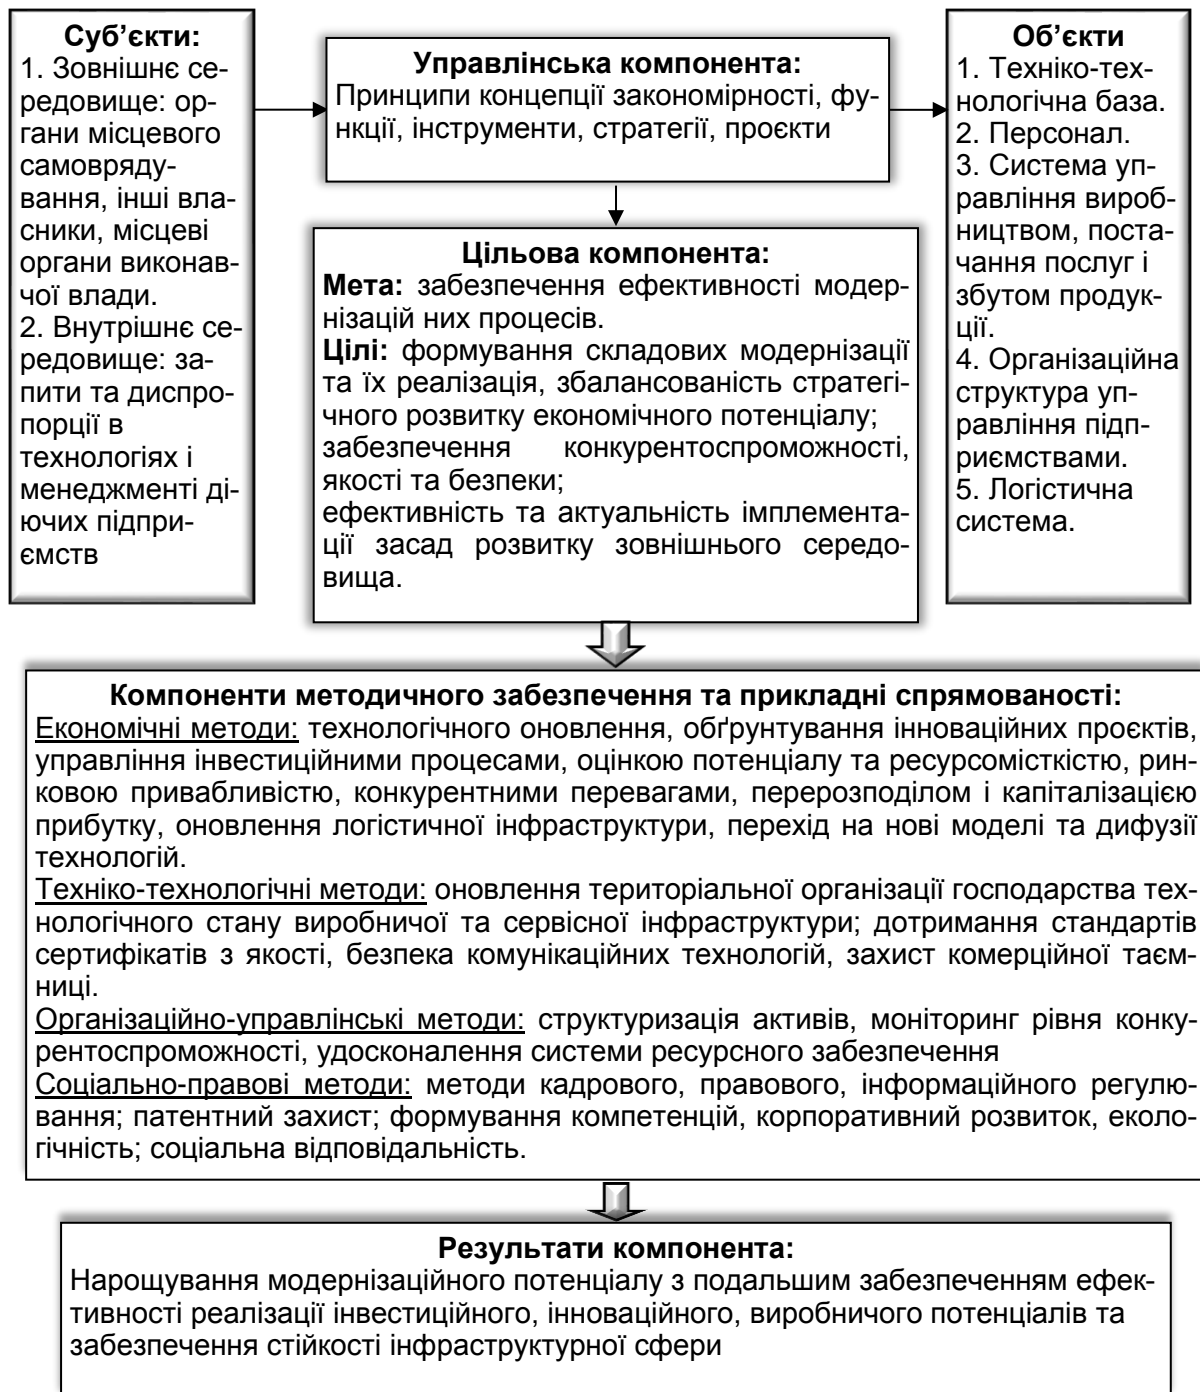 Суб’єкти:
1. Зовнішнє се-
редовище: ор-
гани місцевого
самовряду-
вання, інші вла-
сники, місцеві
органи виконав-
чої влади.
2. Внутрішнє се-
редовище: за-
пити та диспро-
порції в
технологіях і
менеджменті ді-
ючих підпри-
ємств
Управлінська компонента:
Принципи концепції закономірності, фу-
нкції, інструменти, стратегії, проєкти
Цільова компонента:
Мета: забезпечення ефективності модер-
нізацій них процесів.
Цілі: формування складових модернізації
та їх реалізація, збалансованість стратегі-
чного розвитку економічного потенціалу;
забезпечення конкурентоспроможності,
якості та безпеки;
ефективність та актуальність імплемента-
ції засад розвитку зовнішнього середо-
вища.
Об’єкти
1. Техніко-тех-
нологічна база.
2. Персонал.
3. Система уп-
равління вироб-
ництвом, поста-
чання послуг і
збутом продук-
ції.
4. Організаційна
структура уп-
равління підп-
риємствами.
5. Логістична
система.
Компоненти методичного забезпечення та прикладні спрямованості:
Економічні методи: технологічного оновлення, обґрунтування інноваційних проєктів,
управління інвестиційними процесами, оцінкою потенціалу та ресурсомісткістю, рин-
ковою привабливістю, конкурентними перевагами, перерозподілом і капіталізацією
прибутку, оновлення логістичної інфраструктури, перехід на нові моделі та дифузії
технологій.
Техніко-технологічні методи: оновлення територіальної організації господарства тех-
нологічного стану виробничої та сервісної інфраструктури; дотримання стандартів
сертифікатів з якості, безпека комунікаційних технологій, захист комерційної таєм-
ниці.
Організаційно-управлінські методи: структуризація активів, моніторинг рівня конку-
рентоспроможності, удосконалення системи ресурсного забезпечення
Соціально-правові методи: методи кадрового, правового, інформаційного регулю-
вання; патентний захист; формування компетенцій, корпоративний розвиток, еколо-
гічність; соціальна відповідальність.
Результати компонента:
Нарощування модернізаційного потенціалу з подальшим забезпеченням ефек-
тивності реалізації інвестиційного, інноваційного, виробничого потенціалів та
забезпечення стійкості інфраструктурної сфери